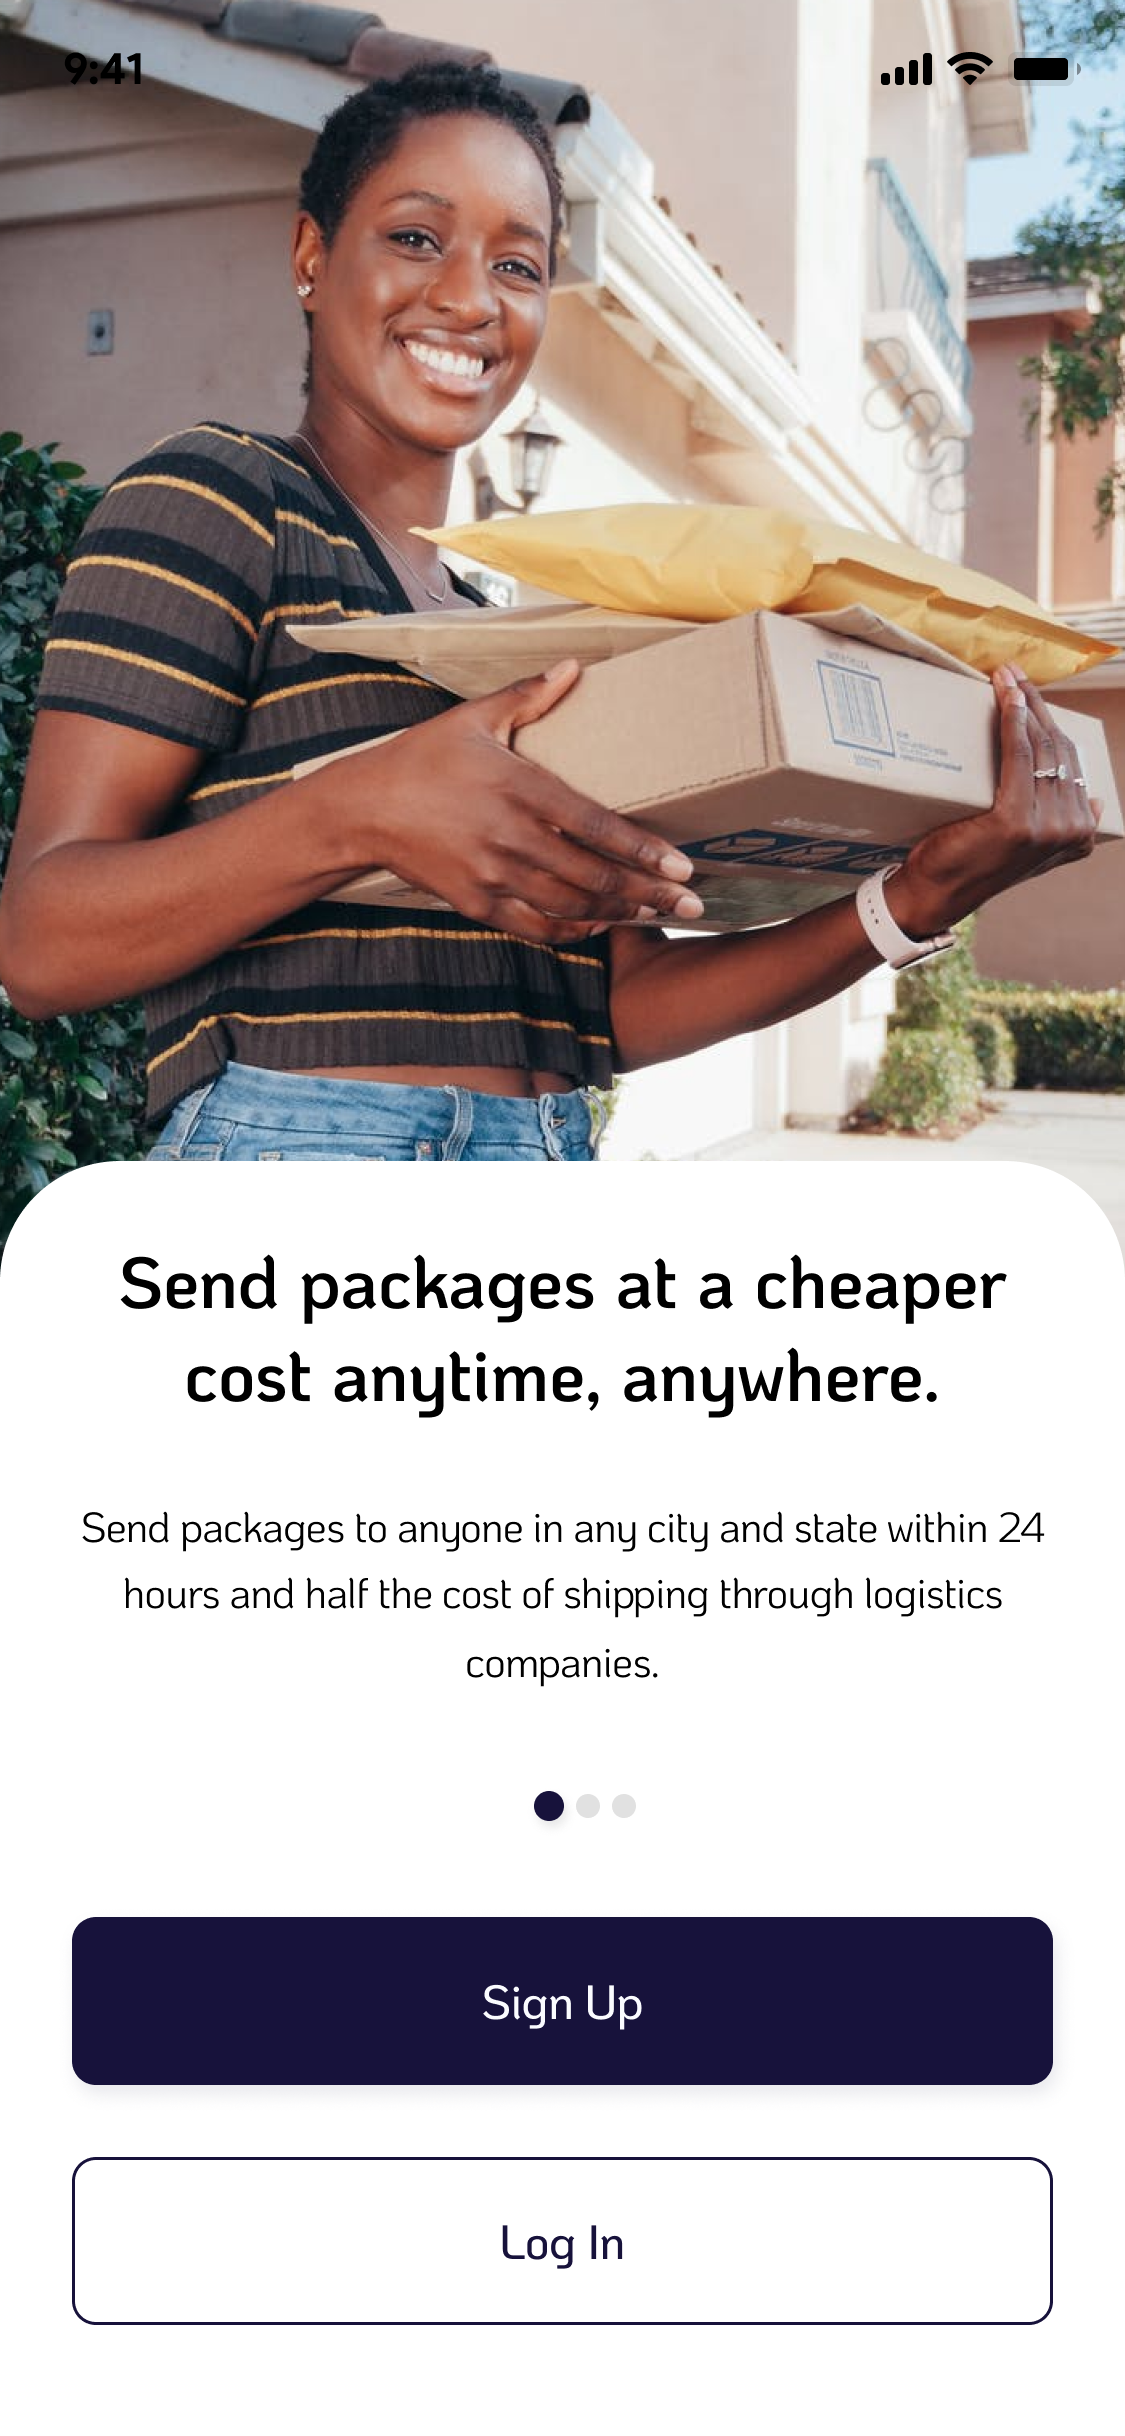 9:41
Send packages at a cheaper
cost anytime, anywhere.
Send packages to anyone in any city and state within 24
hours and half the cost of shipping through logistics
companies.
Sign Up
Log In